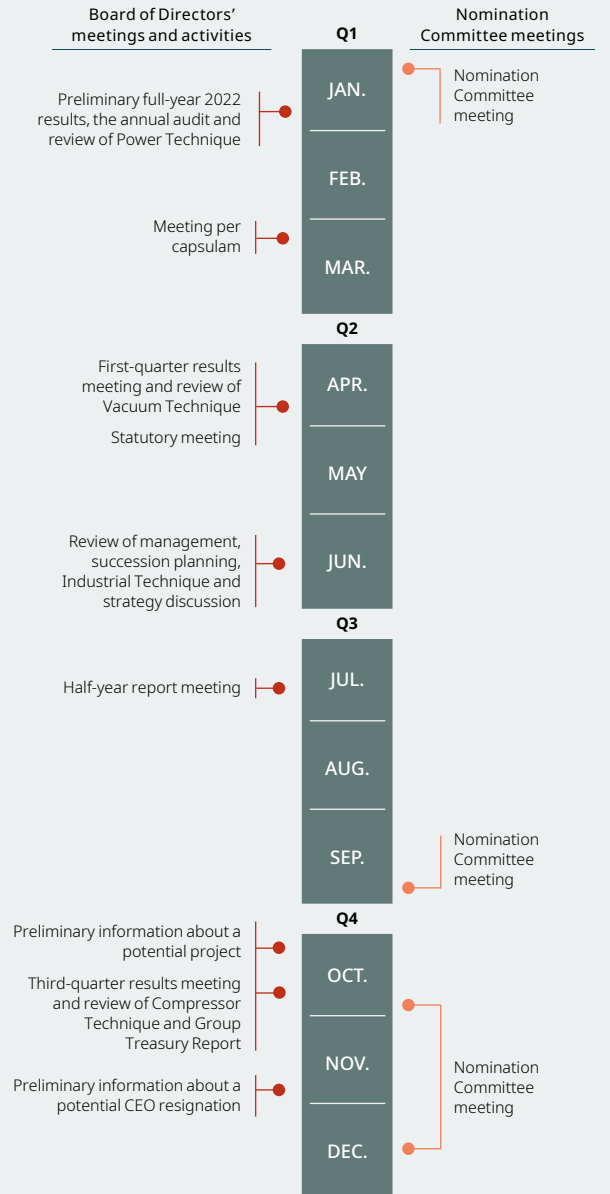 Board of Directors’
meetings and activities
Nomination
Committee meetings
Q1
JAN.
Nomination
Committee
meeting
Preliminary full-year 2022
results, the annual audit and
review of Power Technique
FEB.
Meeting per
capsulam
MAR.
Q2
First-quarter results
meeting and review of
Vacuum Technique
Statutory meeting
APR.
MAY
Review of management,
succession planning,
Industrial Technique and
strategy discussion
JUN.
Q3
Half-year report meeting
JUL.
AUG.
SEP.
Nomination
Committee
meeting
Q4
Preliminary information about a
potential project
OCT.
Third-quarter results meeting
and review of Compressor
Technique and Group
Treasury Report
NOV.
Preliminary information about a
potential CEO resignation
Nomination
Committee
meeting
DEC.